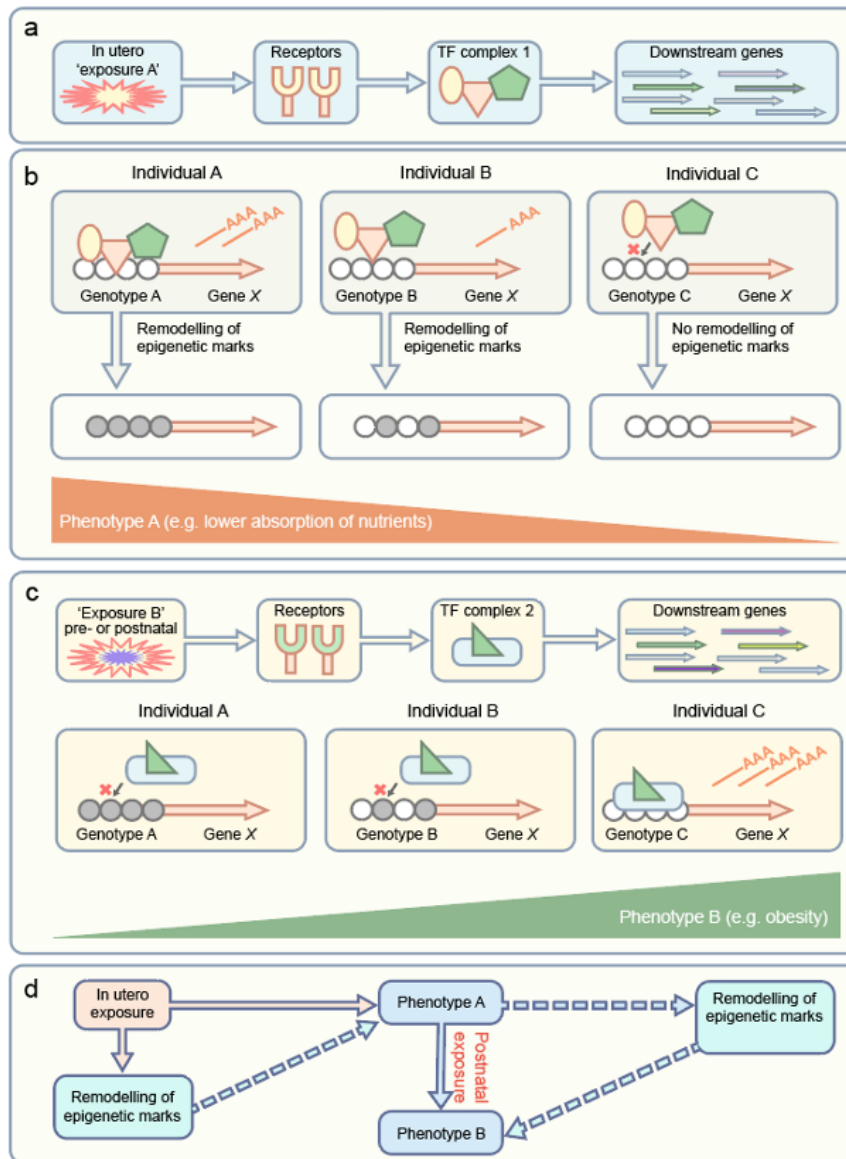 a
In utero
'exposure A'
Receptors
TF complex 1
Downstream genes
b
Individual A
Individual B
Individual C
AAA
AAA
AAA
Genotype A
Gene X
Genotype B
Gene X
Genotype C
Gene X
Remodelling of
epigenetic marks
Remodelling of
epigenetic marks
No remodelling of
epigenetic marks
Phenotype A (e.g. lower absorption of nutrients)
c
'Exposure B'
pre- or postnatal
Receptors
TF complex 2
Downstream genes
Individual A
Individual B
Individual C
AAA
AAA
AAA
Genotype A
Gene X
Genotype B
Gene X
Genotype C
Gene X
Phenotype B (e.g. obesity)
d
In utero
exposure
Phenotype A
Remodelling of
epigenetic marks
Postnatal
exposure
Remodelling of
epigenetic marks
Phenotype B